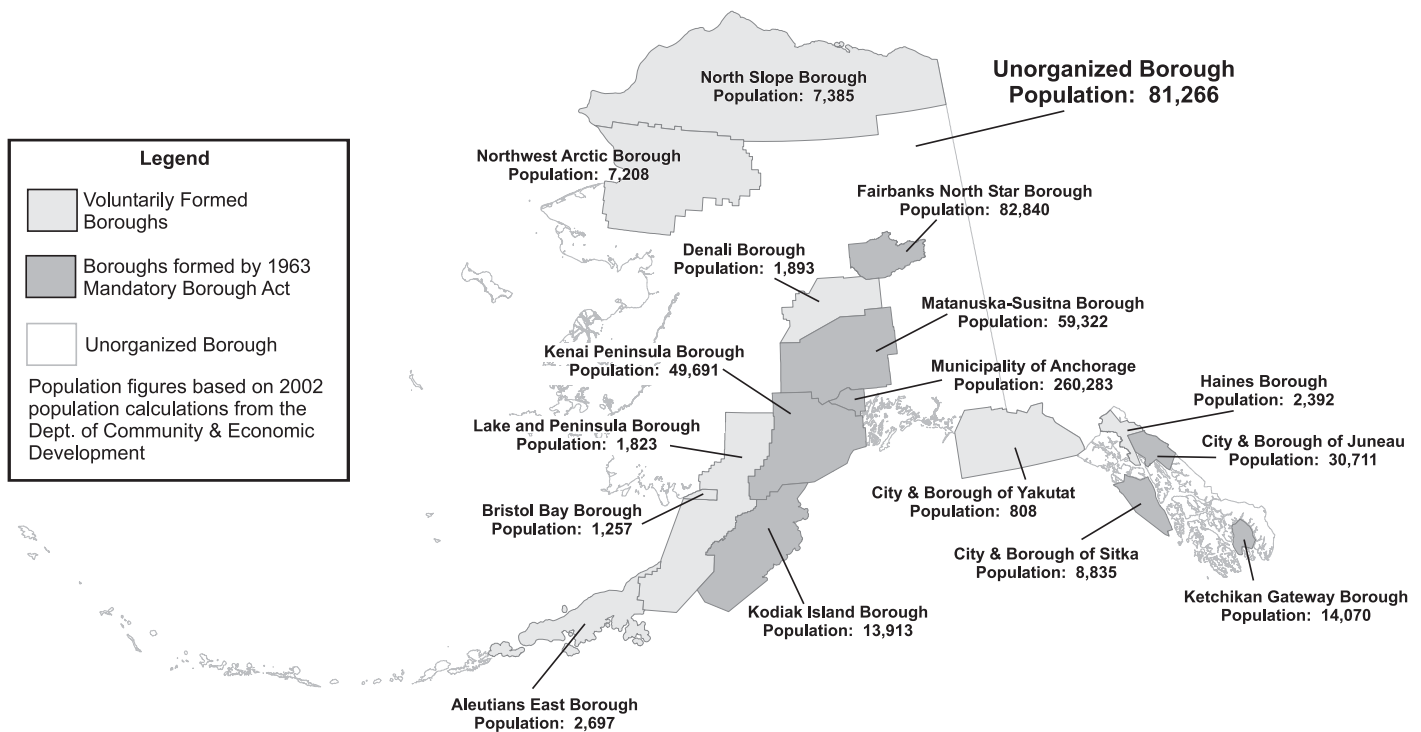 North Slope Borough
Population: 7,385
Unorganized Borough
Population: 81,266
Legend
Voluntarily Formed
Boroughs
Boroughs formed by 1963
Mandatory Borough Act
Unorganized Borough
Population figures based on 2002
population calculations from the
Dept. of Community & Economic
Development
Northwest Arctic Borough
Population: 7,208
Fairbanks North Star Borough
Population: 82,840
Denali Borough
Population: 1,893
Matanuska-Susitna Borough
Population: 59,322
Kenai Peninsula Borough
Population: 49,691
Municipality of Anchorage
Population: 260,283
Haines Borough
Population: 2,392
Lake and Peninsula Borough
Population: 1,823
City & Borough of Juneau
Population: 30,711
Bristol Bay Borough
Population: 1,257
City & Borough of Yakutat
Population: 808
City & Borough of Sitka
Population: 8,835
Ketchikan Gateway Borough
Population: 14,070
Kodiak Island Borough
Population: 13,913
Aleutians East Borough
Population: 2,697